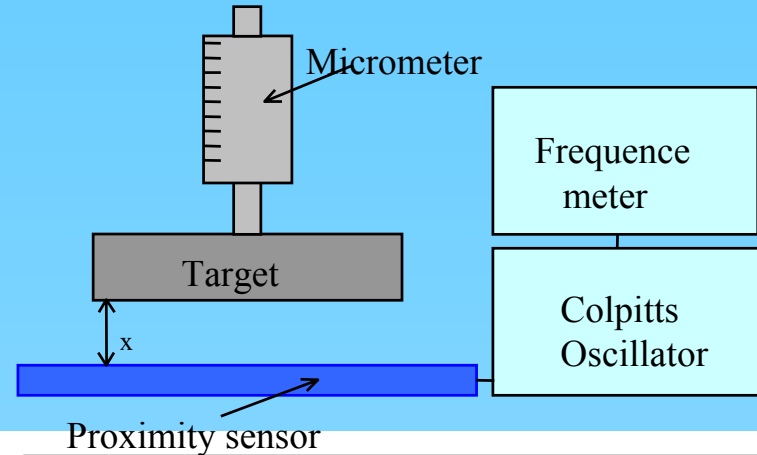 Micrometer
Frequence
meter
Target
Colpitts
Oscillator
x
Proximity sensor